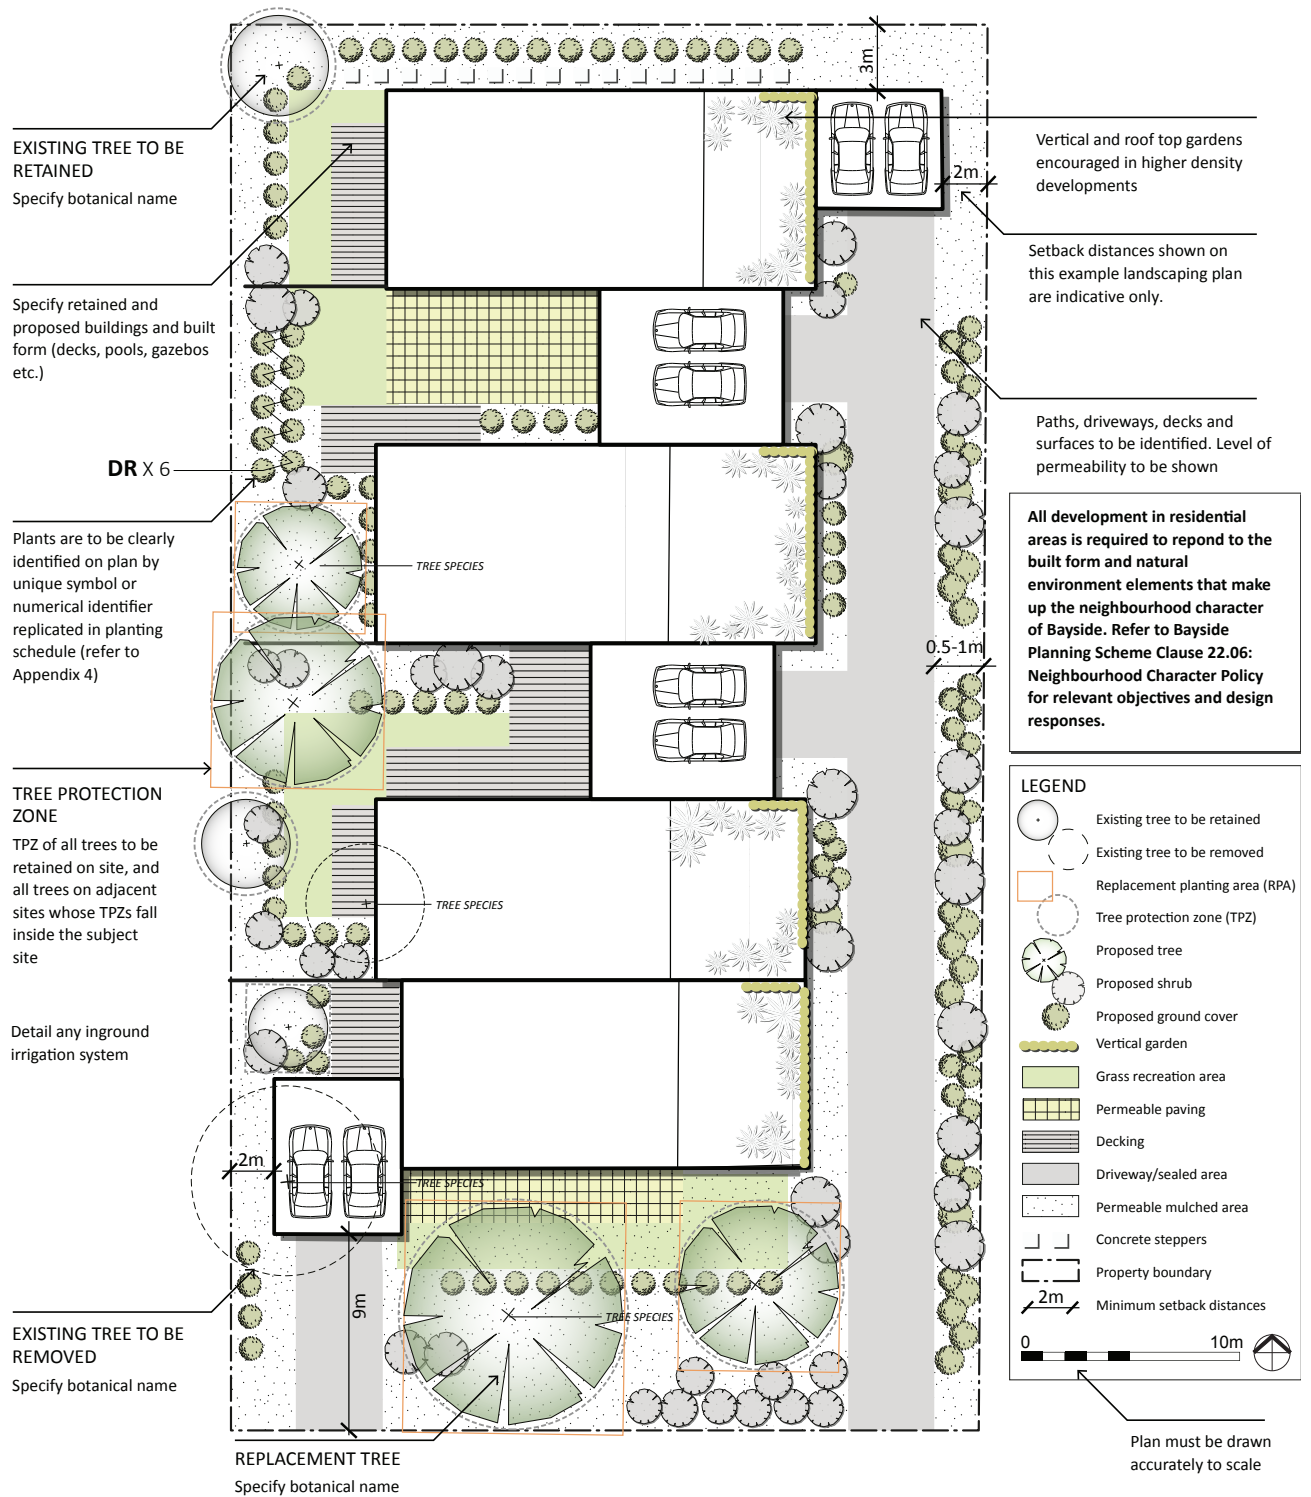 3m
EXISTING TREE TO BE
RETAINED
Specify botanical name
Vertical and roof top gardens
encouraged in higher density
developments
2m
Setback distances shown on
this example landscaping plan
are indicative only.
Specify retained and
proposed buildings and built
form (decks, pools, gazebos
etc.)
Paths, driveways, decks and
surfaces to be identified. Level of
permeability to be shown
DR X 6
Plants are to be clearly
identified on plan by
unique symbol or
numerical identifier
replicated in planting
schedule (refer to
Appendix 4)
TREE SPECIES
All development in residential
areas is required to repond to the
built form and natural
environment elements that make
up the neighbourhood character
of Bayside. Refer to Bayside
Planning Scheme Clause 22.06:
Neighbourhood Character Policy
for relevant objectives and design
responses.
0.5-1m
TREE PROTECTION
ZONE
TPZ of all trees to be
retained on site, and
all trees on adjacent
sites whose TPZs fall
inside the subject
site
TREE SPECIES
Detail any inground
irrigation system
2m
TREE SPECIES
9m
TREE SPECIES
EXISTING TREE TO BE
REMOVED
Specify botanical name
REPLACEMENT TREE
Specify botanical name
LEGEND
Existing tree to be retained
Existing tree to be removed
Replacement planting area (RPA)
Tree protection zone (TPZ)
Proposed tree
Proposed shrub
Proposed ground cover
Vertical garden
Grass recreation area
Permeable paving
Decking
Driveway/sealed area
Permeable mulched area
Concrete steppers
Property boundary
2m Minimum setback distances
0 10m
Plan must be drawn
accurately to scale